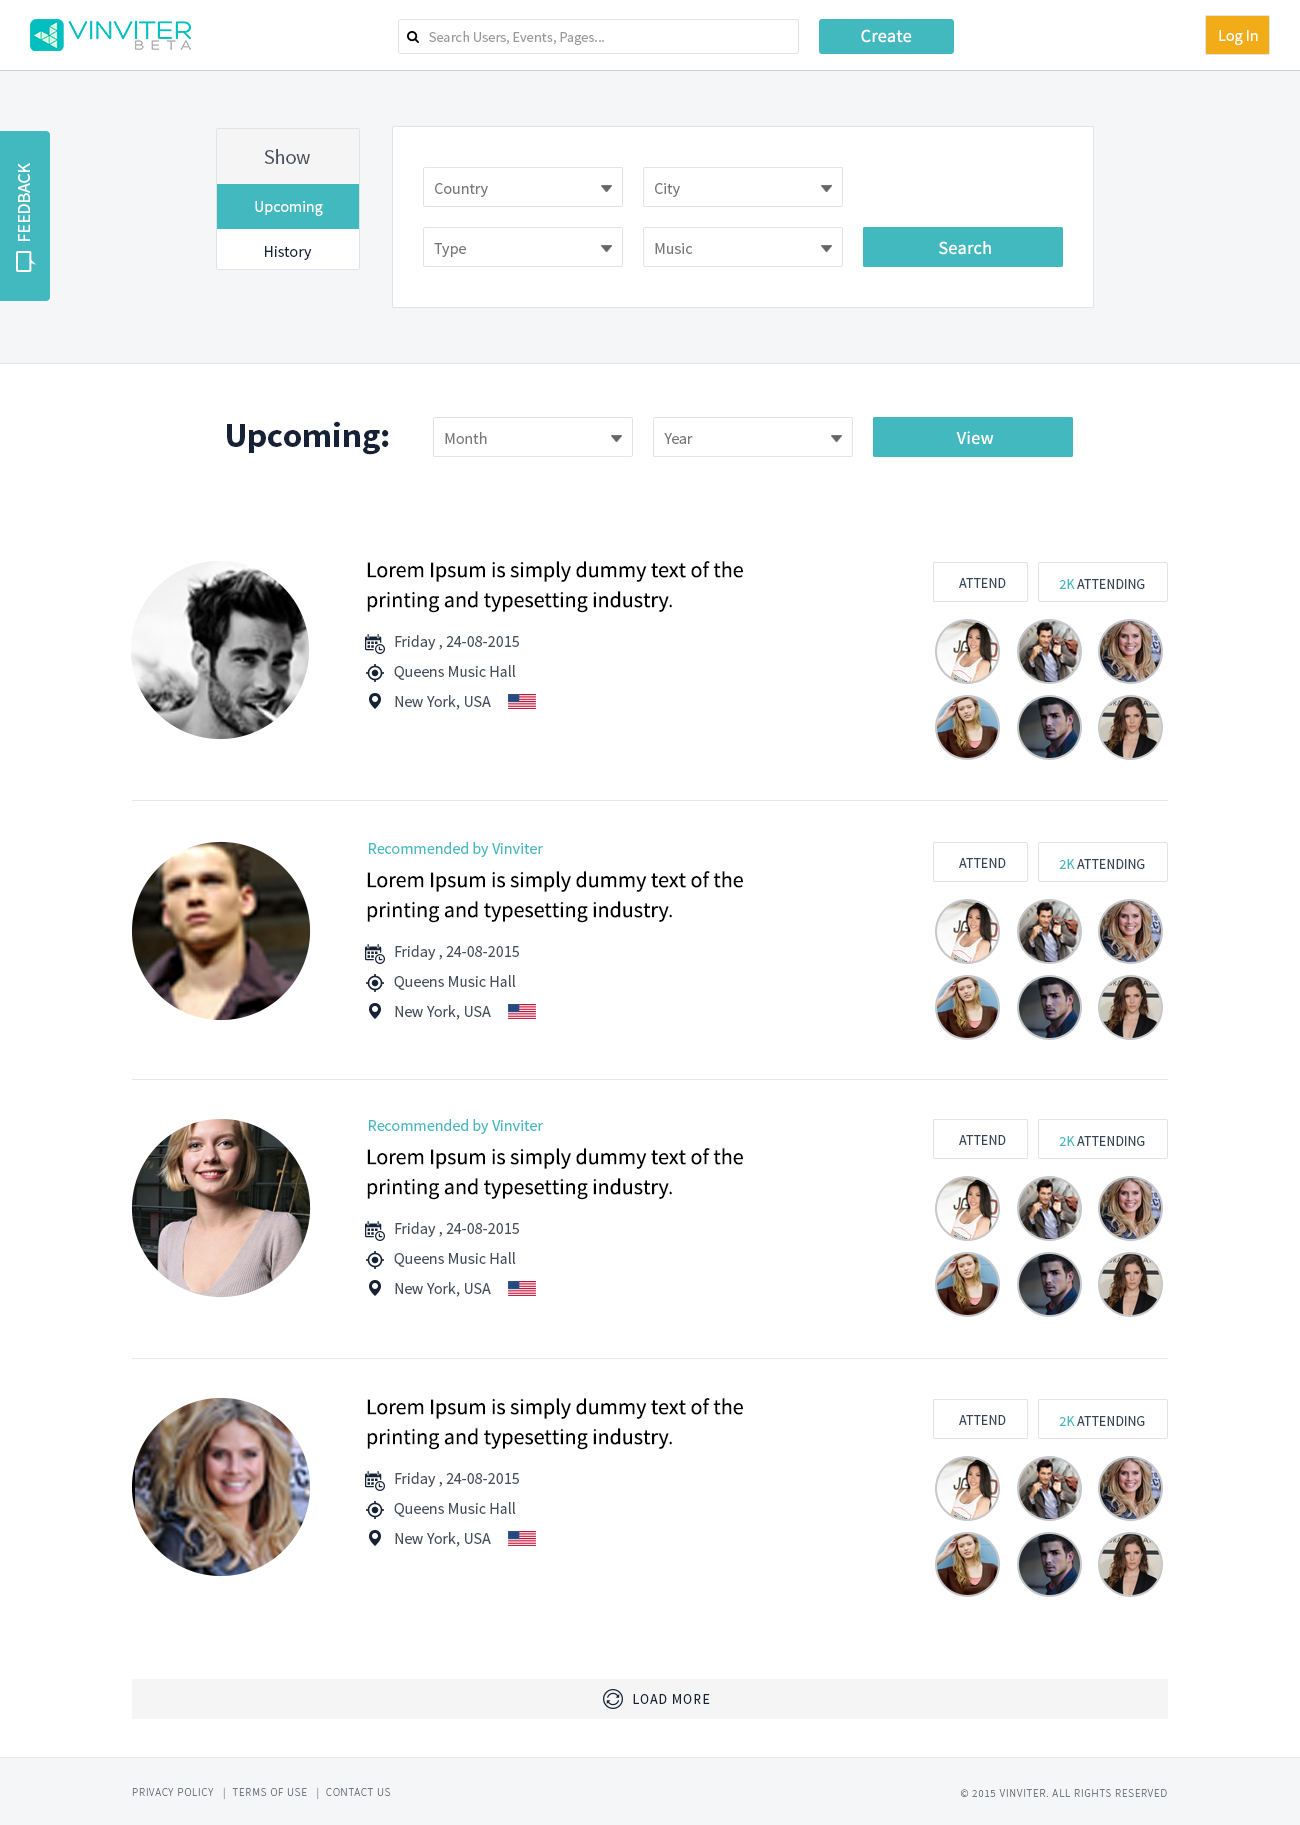 VINVITER
BETA
Search Users, Events, Pages...
Create
Log In
FEEDBACK
Show
Upcoming
History
Country
City
Type
Music
Search
Upcoming:
Month
Year
View
Lorem Ipsum is simply dummy text of the
printing and typesetting industry.
Friday , 24-08-2015
Queens Music Hall
New York, USA
ATTEND
2K ATTENDING
Recommended by Vinviter
Lorem Ipsum is simply dummy text of the
printing and typesetting industry.
Friday , 24-08-2015
Queens Music Hall
New York, USA
ATTEND
2K ATTENDING
Recommended by Vinviter
Lorem Ipsum is simply dummy text of the
printing and typesetting industry.
Friday , 24-08-2015
Queens Music Hall
New York, USA
ATTEND
2K ATTENDING
Lorem Ipsum is simply dummy text of the
printing and typesetting industry.
Friday , 24-08-2015
Queens Music Hall
New York, USA
ATTEND
2K ATTENDING
LOAD MORE
PRIVACY POLICY | TERMS OF USE | CONTACT US
© 2015 VINVITER. ALL RIGHTS RESERVED